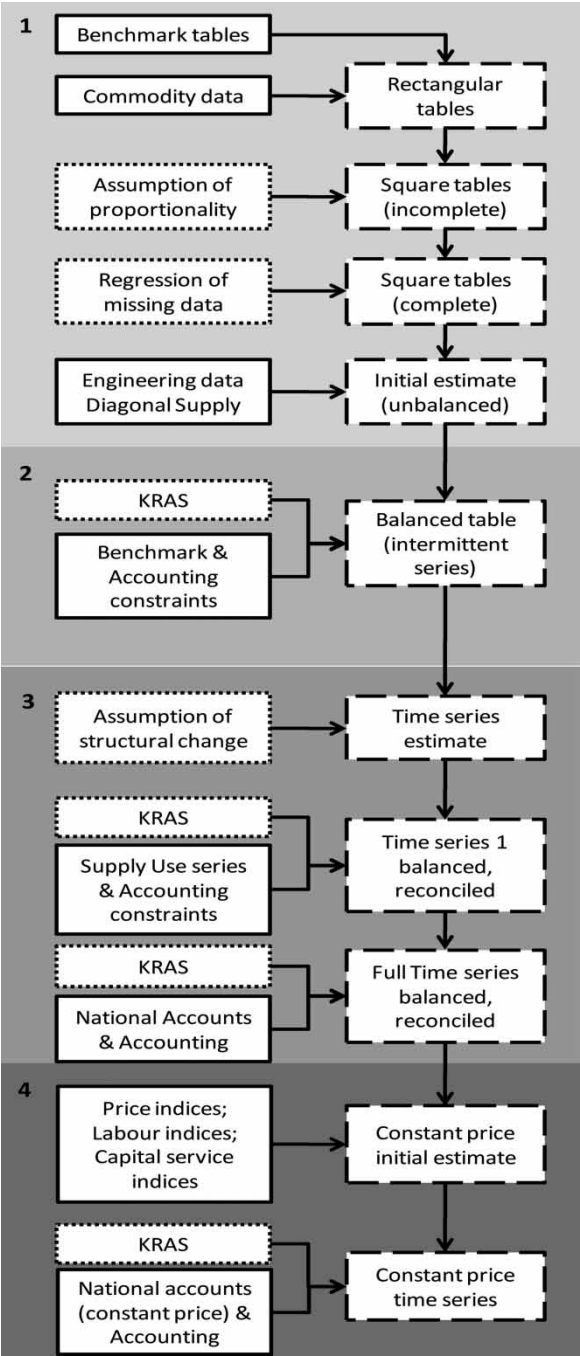 1
Benchmark tables
Commodity data
Rectangular
tables
Assumption of
proportionality
Square tables
(incomplete)
Regression of
missing data
Square tables
(complete)
Engineering data
Diagonal Supply
Initial estimate
(unbalanced)
2
KRAS
Benchmark &
Accounting
constraints
Balanced table
(intermittent
series)
3
Assumption of
structural change
Time series
estimate
KRAS
Supply Use series
& Accounting
constraints
Time series 1
balanced,
reconciled
KRAS
National Accounts
& Accounting
Full Time series
balanced,
reconciled
4
Price indices;
Labour indices;
Capital service
indices
Constant price
initial estimate
KRAS
National accounts
(constant price) &
Accounting
Constant price
time series